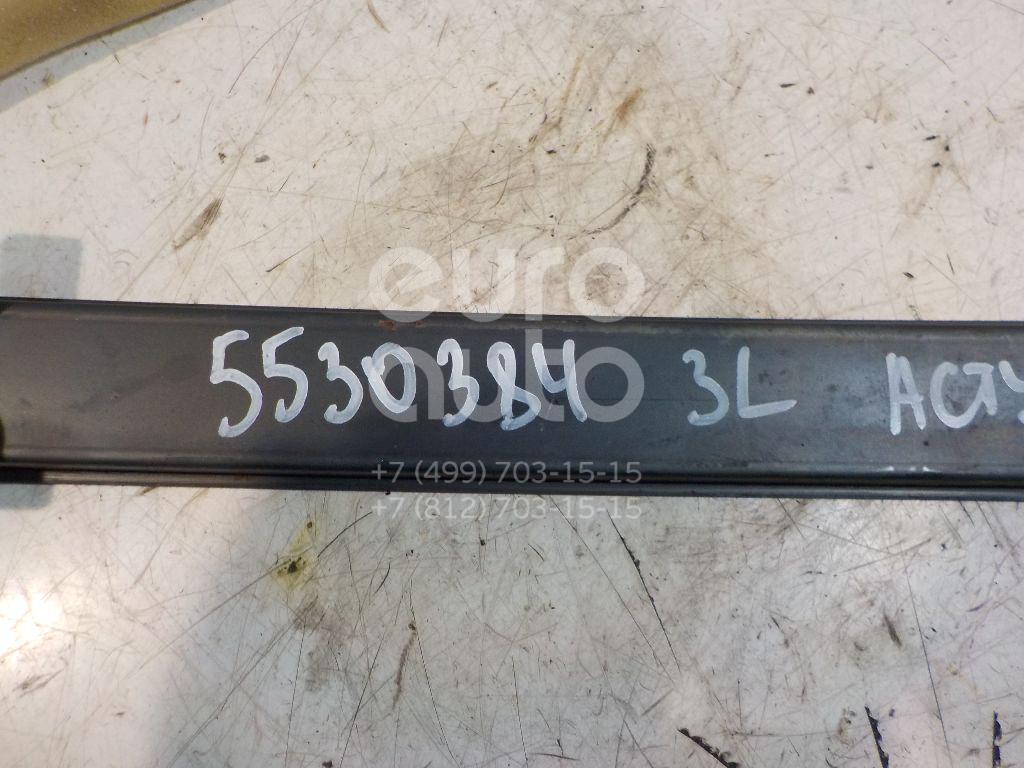 euro
auto
5530384 3L
+7 (499) 703-15-15
+7 (812) 703-15-15